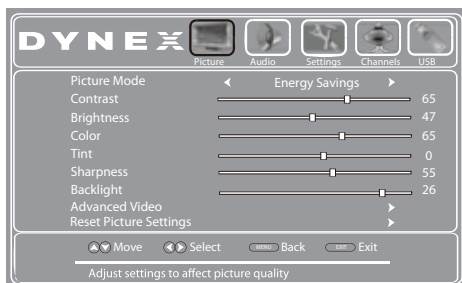 DYNEX
Picture Audio Settings Channels USB
Picture Mode Energy Savings
Contrast 65
Brightness 47
Color 65
Tint 0
Sharpness 55
Backlight 26
Advanced Video
Reset Picture Settings
Move Select MENU Back EXIT Exit
Adjust settings to affect picture quality